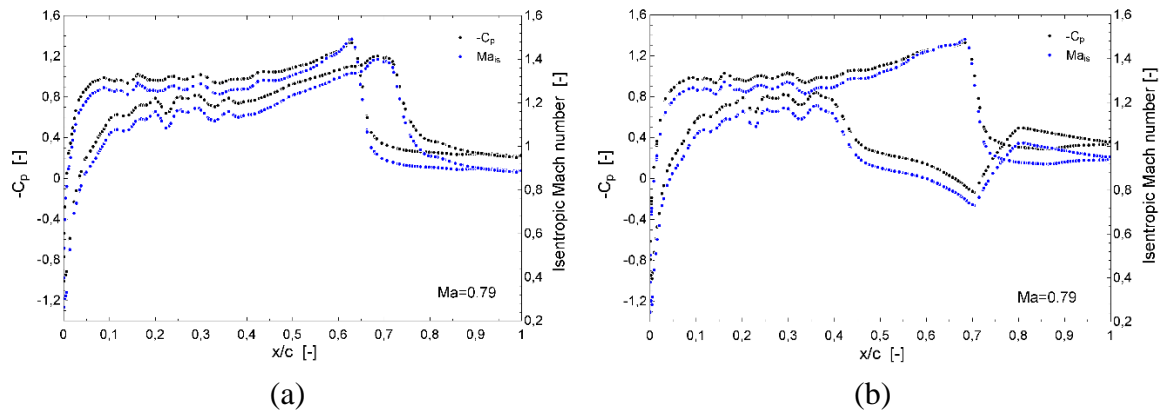 1,6
1,2
0,8
0,4
0
-0,4
-0,8
-1,2
-Cp [-]
1,6
1,4
1,2
1
0,8
0,6
0,4
0,2
Isentropic Mach number [-]
-Cp
Mais
Ma=0.79
0 0,1 0,2 0,3 0,4 0,5 0,6 0,7 0,8 0,9 1
x/c [-]
(a)
1,6
1,2
0,8
0,4
0
-0,4
-0,8
-1,2
-Cp [-]
1,6
1,4
1,2
1
0,8
0,6
0,4
0,2
Isentropic Mach number [-]
-Cp
Mais
Ma=0.79
0 0,1 0,2 0,3 0,4 0,5 0,6 0,7 0,8 0,9 1
x/c [-]
(b)